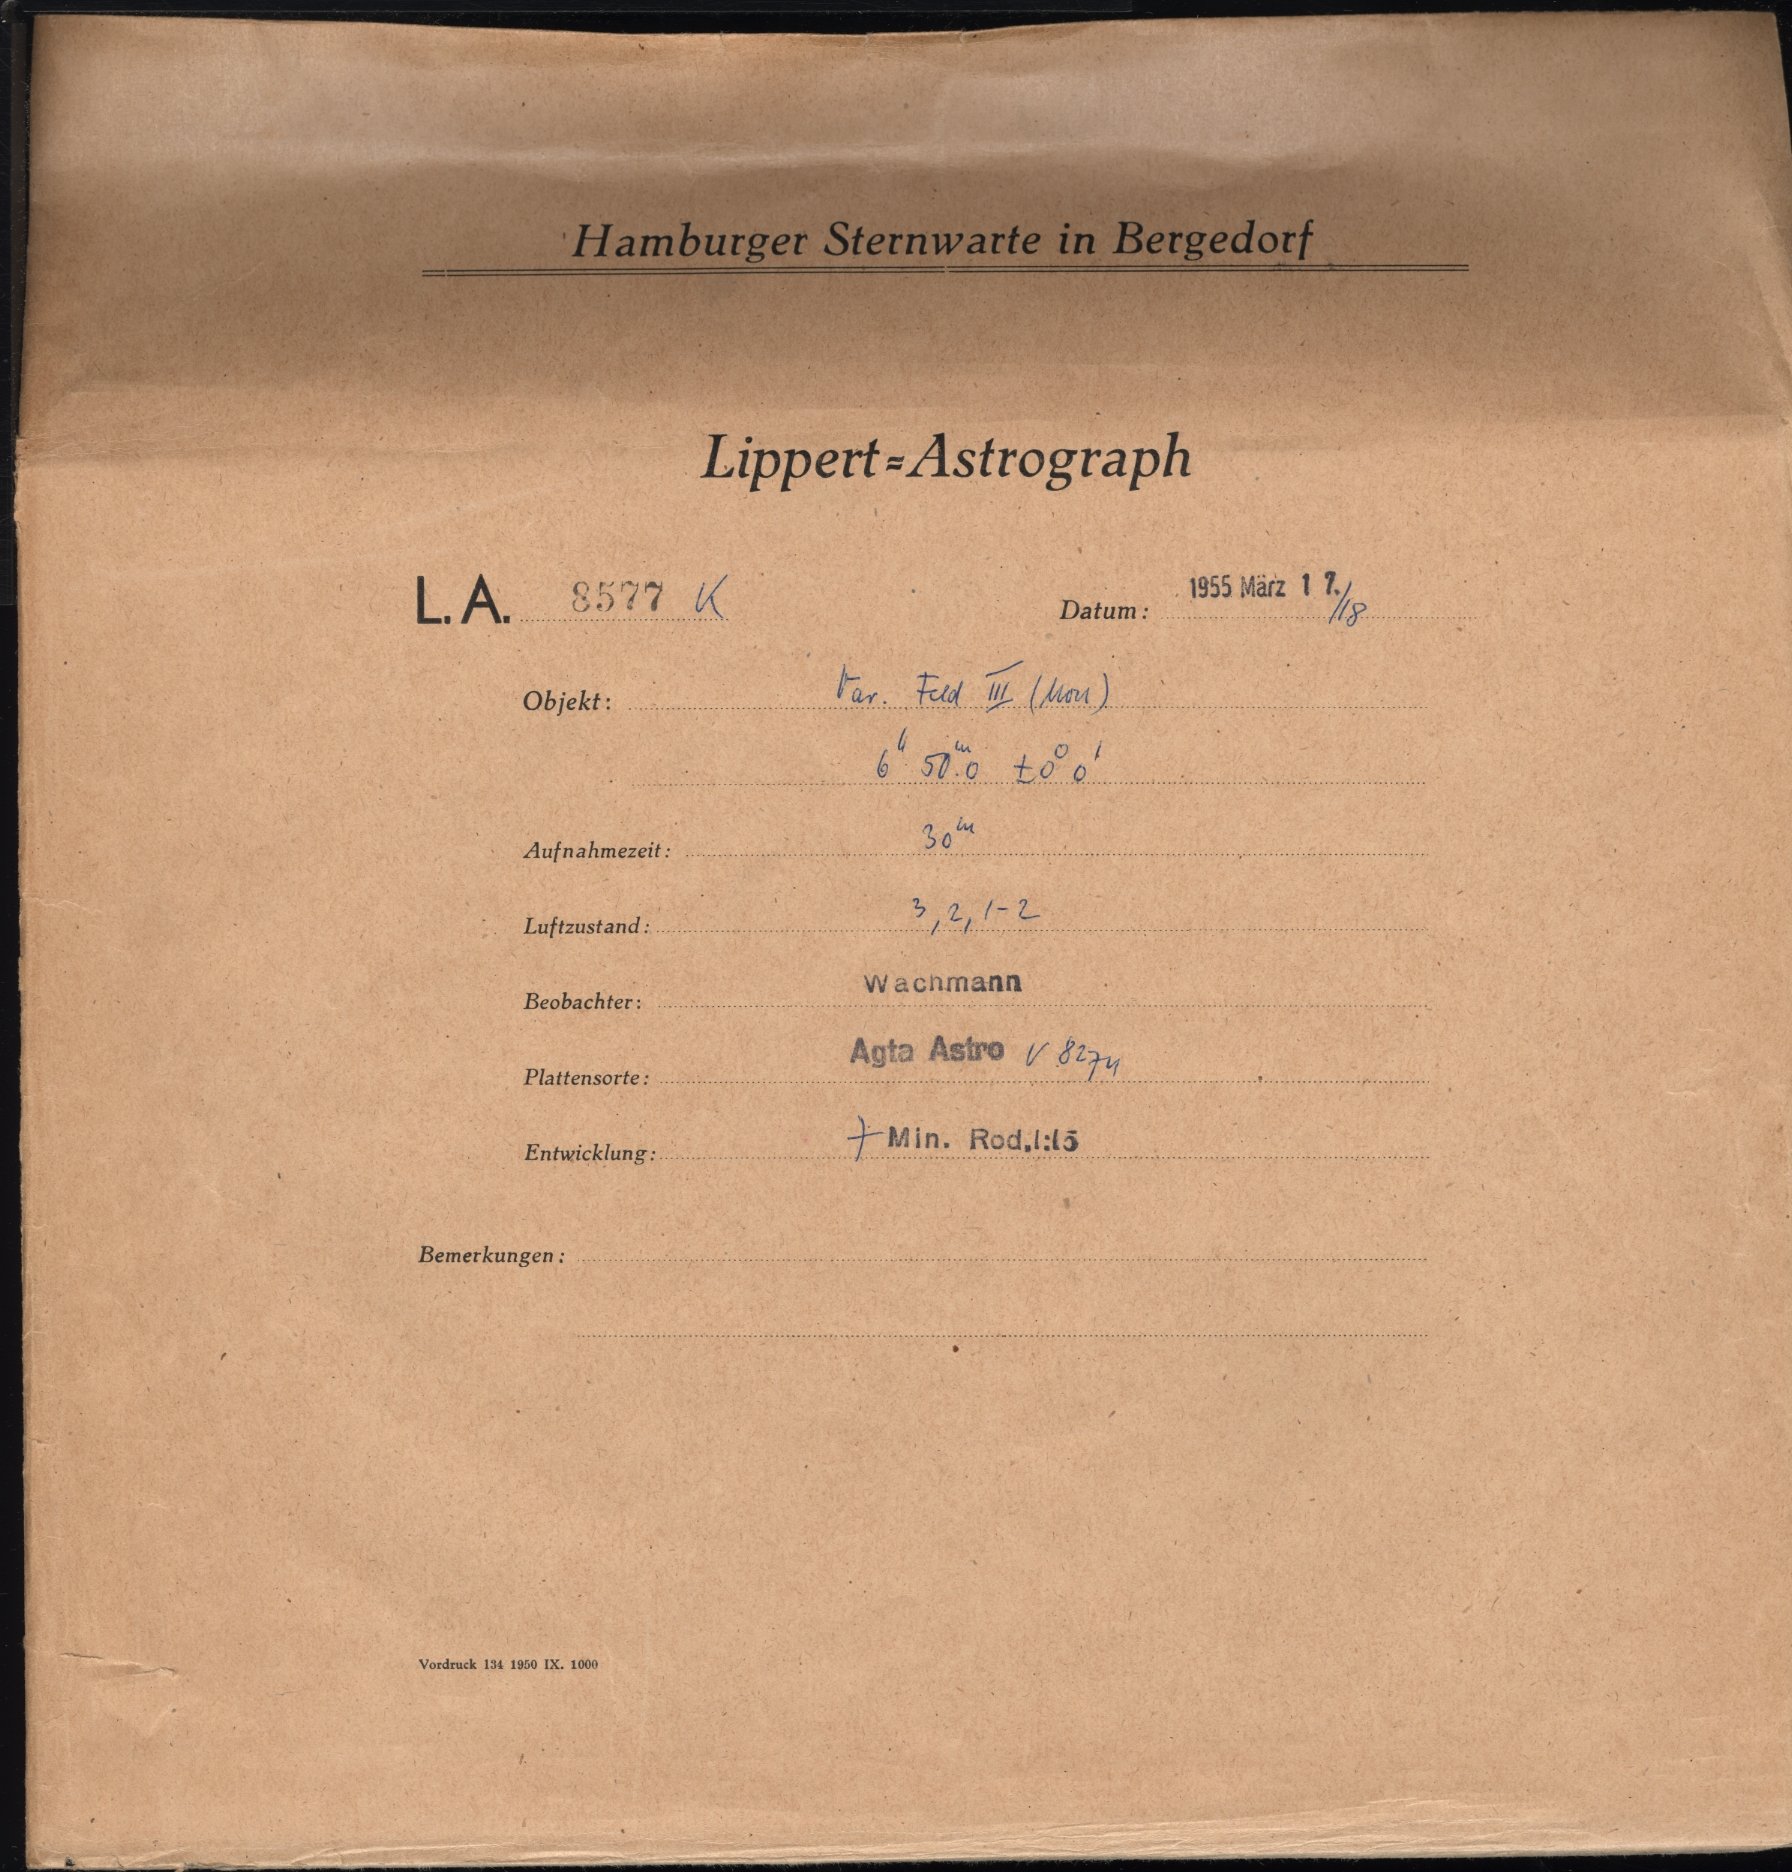 Hamburger Sternwarte in Bergedorf
Lippert=Astrograph
L. A. 8577 K Datum: 1955 März 17./18
Objekt: Var. Feld III (Mon)
6ʰ 50ᵐ.0 ±0° 0'
Aufnahmezeit: 30ᵐ
Luftzustand: 3, 2, 1-2
Beobachter: Wachmann
Plattensorte: Agfa Astro V 8274
Entwicklung: 7 Min. Rod. 1:15
Bemerkungen:
Vordruck 134 1950 IX. 1000